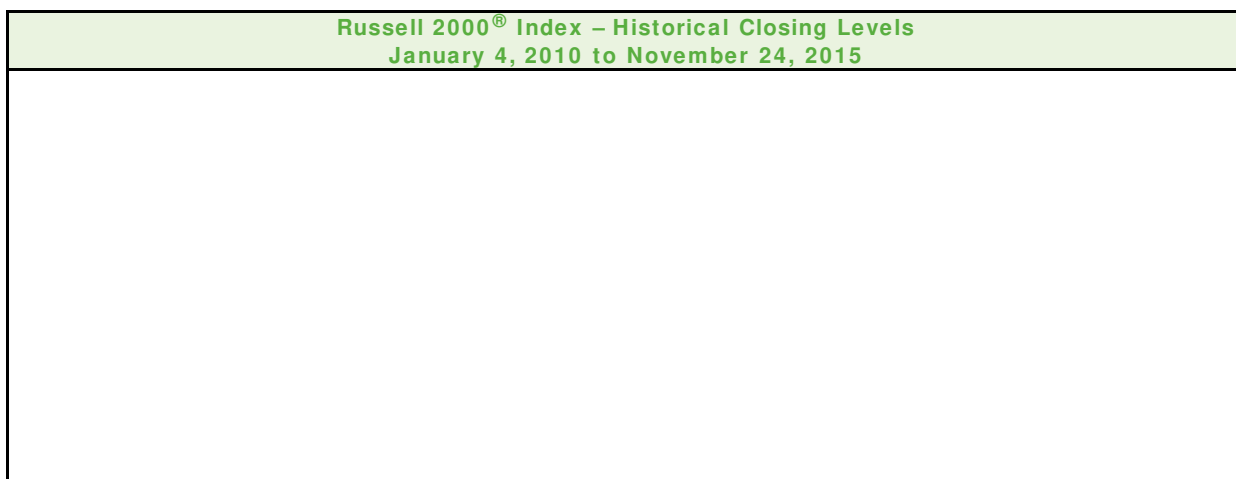 Russell 2000® Index – Historical Closing Levels
January 4, 2010 to November 24, 2015